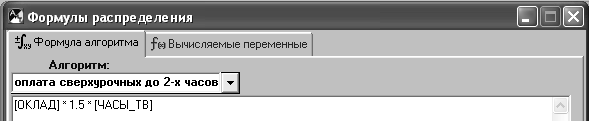 Формулы распределения
Формула алгоритма
Вычисляемые переменные
Алгоритм:
оплата сверхурочных до 2-х часов
[ОКЛАД] * 1.5 * [ЧАСЫ_ТВ]